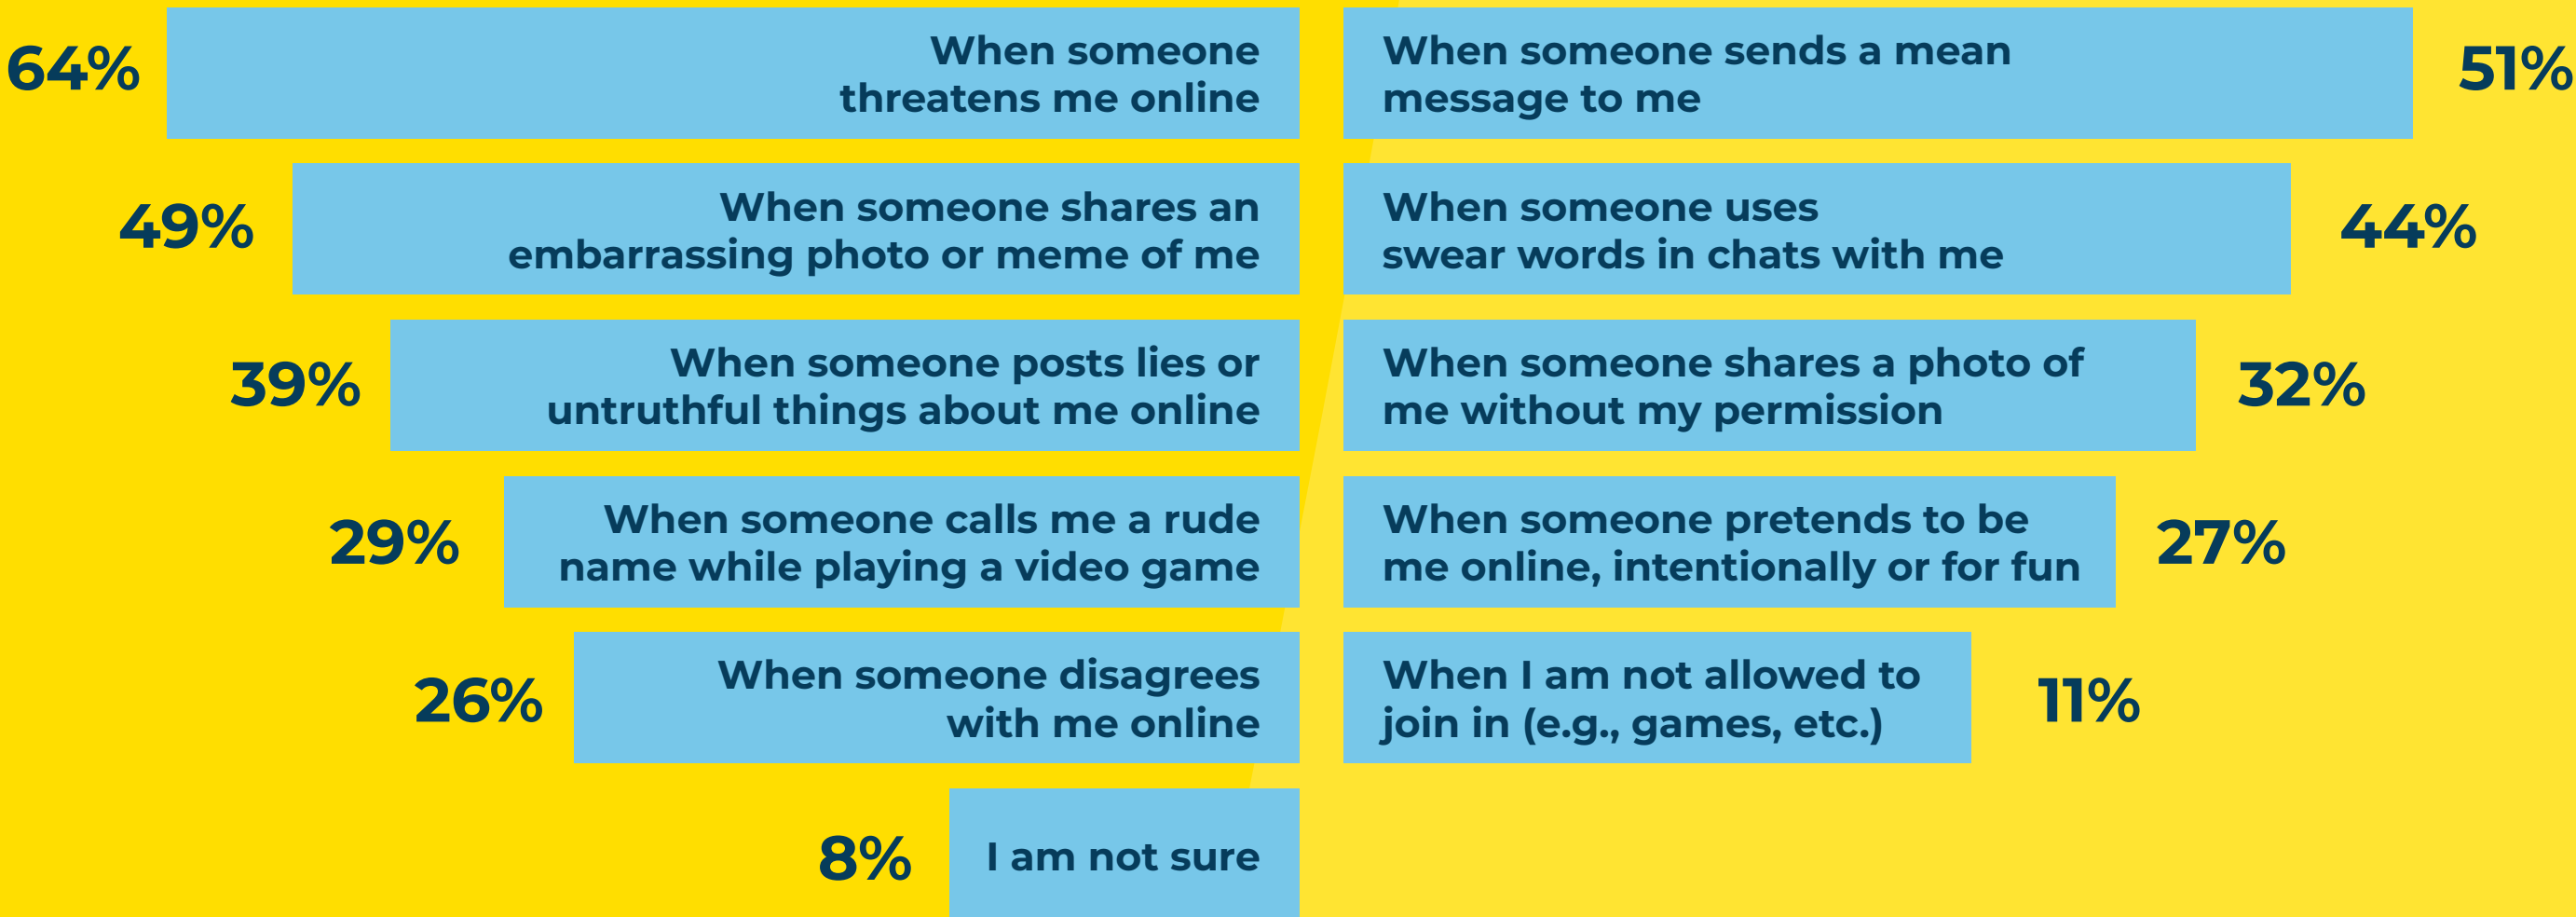 64%
When someone
threatens me online
When someone sends a mean
message to me
51%
49%
When someone shares an
embarrassing photo or meme of me
When someone uses
swear words in chats with me
44%
39%
When someone posts lies or
untruthful things about me online
When someone shares a photo of
me without my permission
32%
29%
When someone calls me a rude
name while playing a video game
When someone pretends to be
me online, intentionally or for fun
27%
26%
When someone disagrees
with me online
When I am not allowed to
join in (e.g., games, etc.)
11%
8%
I am not sure